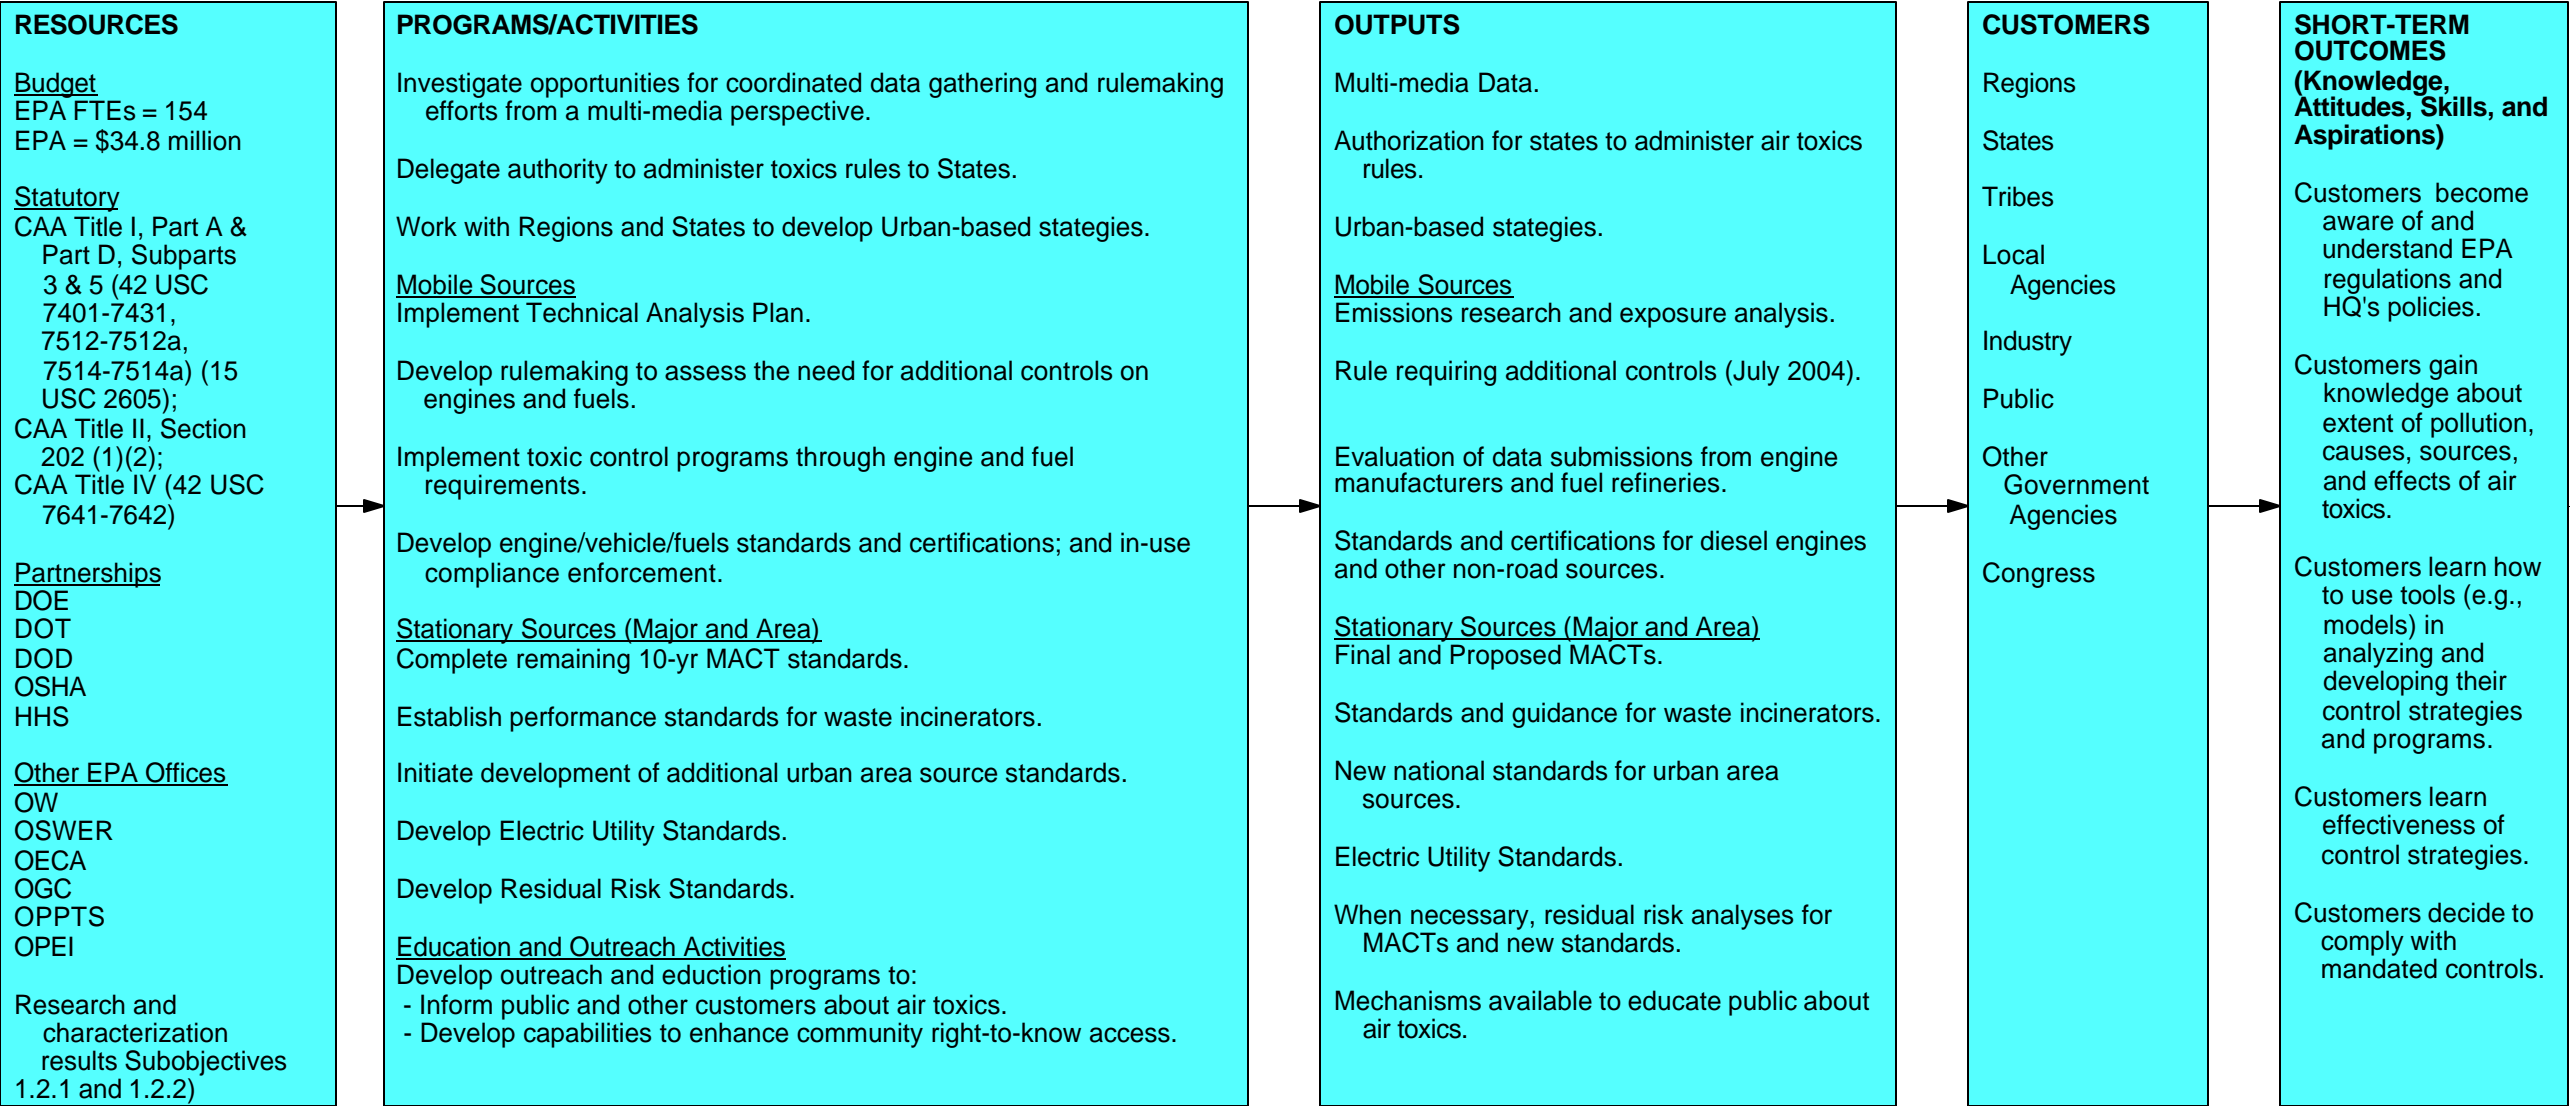 RESOURCES
Budget
EPA FTEs = 154
EPA = $34.8 million
Statutory
CAA Title I, Part A &
Part D, Subparts
3 & 5 (42 USC
7401-7431,
7512-7512a,
7514-7514a) (15
USC 2605);
CAA Title II, Section
202 (1)(2);
CAA Title IV (42 USC
7641-7642)
Partnerships
DOE
DOT
DOD
OSHA
HHS
Other EPA Offices
OW
OSWER
OECA
OGC
OPPTS
OPEI
Research and
characterization
results Subobjectives
1.2.1 and 1.2.2)
PROGRAMS/ACTIVITIES
Investigate opportunities for coordinated data gathering and rulemaking
efforts from a multi-media perspective.
Delegate authority to administer toxics rules to States.
Work with Regions and States to develop Urban-based stategies.
Mobile Sources
Implement Technical Analysis Plan.
Develop rulemaking to assess the need for additional controls on
engines and fuels.
Implement toxic control programs through engine and fuel
requirements.
Develop engine/vehicle/fuels standards and certifications; and in-use
compliance enforcement.
Stationary Sources (Major and Area)
Complete remaining 10-yr MACT standards.
Establish performance standards for waste incinerators.
Initiate development of additional urban area source standards.
Develop Electric Utility Standards.
Develop Residual Risk Standards.
Education and Outreach Activities
Develop outreach and eduction programs to:
- Inform public and other customers about air toxics.
- Develop capabilities to enhance community right-to-know access.
OUTPUTS
Multi-media Data.
Authorization for states to administer air toxics
rules.
Urban-based stategies.
Mobile Sources
Emissions research and exposure analysis.
Rule requiring additional controls (July 2004).
Evaluation of data submissions from engine
manufacturers and fuel refineries.
Standards and certifications for diesel engines
and other non-road sources.
Stationary Sources (Major and Area)
Final and Proposed MACTs.
Standards and guidance for waste incinerators.
New national standards for urban area
sources.
Electric Utility Standards.
When necessary, residual risk analyses for
MACTs and new standards.
Mechanisms available to educate public about
air toxics.
CUSTOMERS
Regions
States
Tribes
Local
Agencies
Industry
Public
Other
Government
Agencies
Congress
SHORT-TERM
OUTCOMES
(Knowledge,
Attitudes, Skills, and
Aspirations)
Customers become
aware of and
understand EPA
regulations and
HQ's policies.
Customers gain
knowledge about
extent of pollution,
causes, sources,
and effects of air
toxics.
Customers learn how
to use tools (e.g.,
models) in
analyzing and
developing their
control strategies
and programs.
Customers learn
effectiveness of
control strategies.
Customers decide to
comply with
mandated controls.